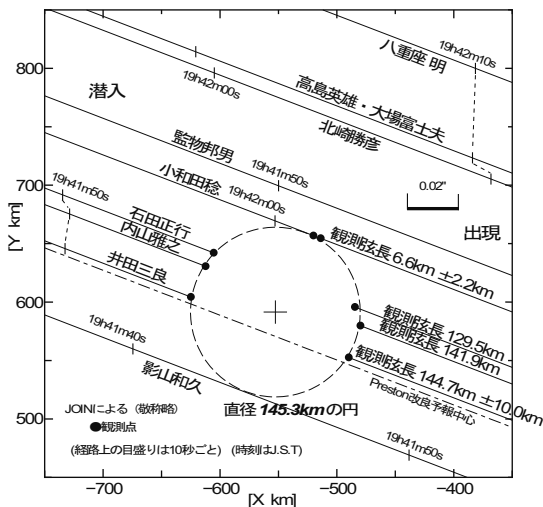 [Y km]
800
700
600
500
潜入
出現
八重座 明
19h42m10s
高島英雄・大場富士夫
19h42m00s
北崎勝彦
監物邦男
19h41m50s
小和田稔
19h42m00s
0.02"
19h41m50s
石田正行
内山雅之
井田三良
観測弦長 6.6km ±2.2km
観測弦長 129.5km
観測弦長 141.9km
観測弦長 144.7km ±10.0km
Preston改良予報中心
19h41m40s
影山和久
19h41m50s
直径 145.3kmの円
JOINによる (敬称略)
●観測点
(経路上の目盛りは10秒ごと) (時刻はJ.S.T)
−700 −600 −500 −400
[X km]